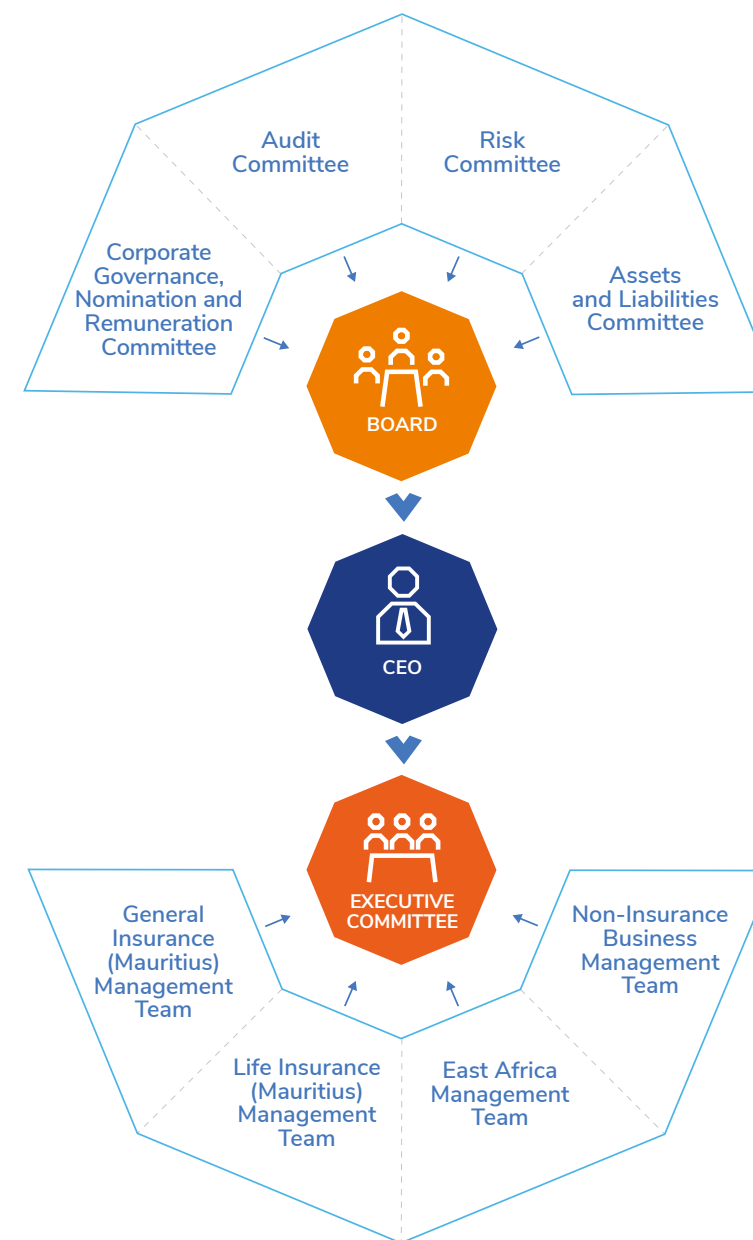 Audit
Committee
Risk
Committee
Corporate
Governance,
Nomination and
Remuneration
Committee
Assets
and Liabilities
Committee
BOARD
CEO
EXECUTIVE
COMMITTEE
General
Insurance
(Mauritius)
Management
Team
Non-Insurance
Business
Management
Team
Life Insurance
(Mauritius)
Management
Team
East Africa
Management
Team